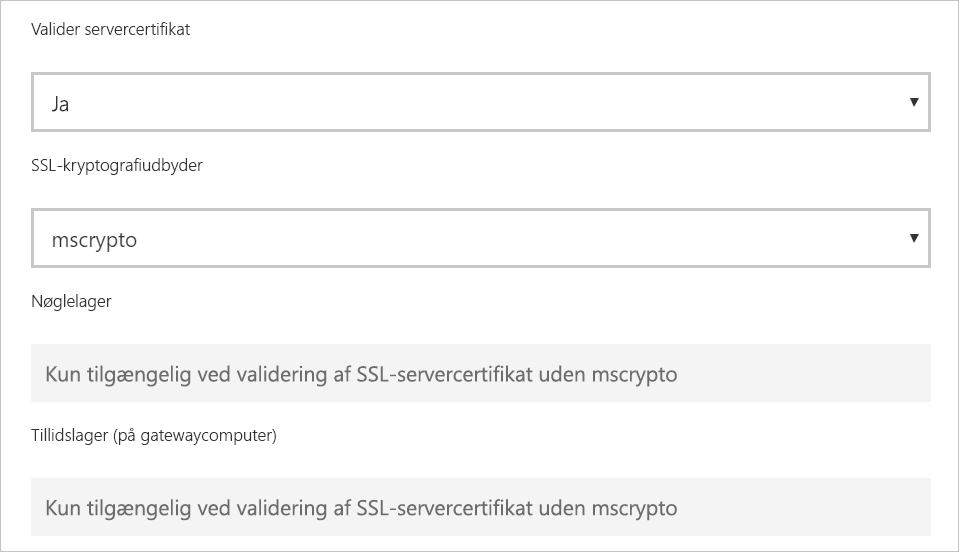 Valider servercertifikat
Ja
SSL-kryptografiudbyder
mscrypto
Nøglelager
Kun tilgængelig ved validering af SSL-servercertifikat uden mscrypto
Tillidslager (på gatewaycomputer)
Kun tilgængelig ved validering af SSL-servercertifikat uden mscrypto